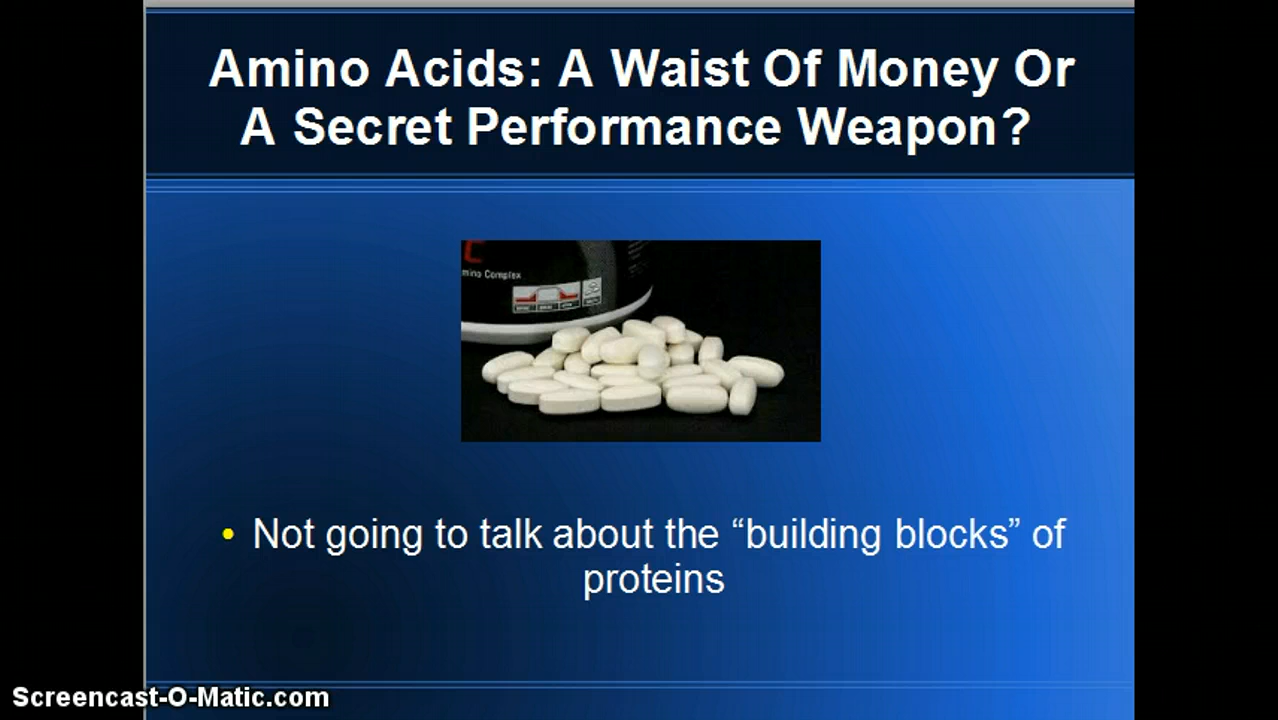 Amino Acids: A Waist Of Money Or
A Secret Performance Weapon?
mino Complex
• Not going to talk about the “building blocks” of
proteins
Screencast-O-Matic.com